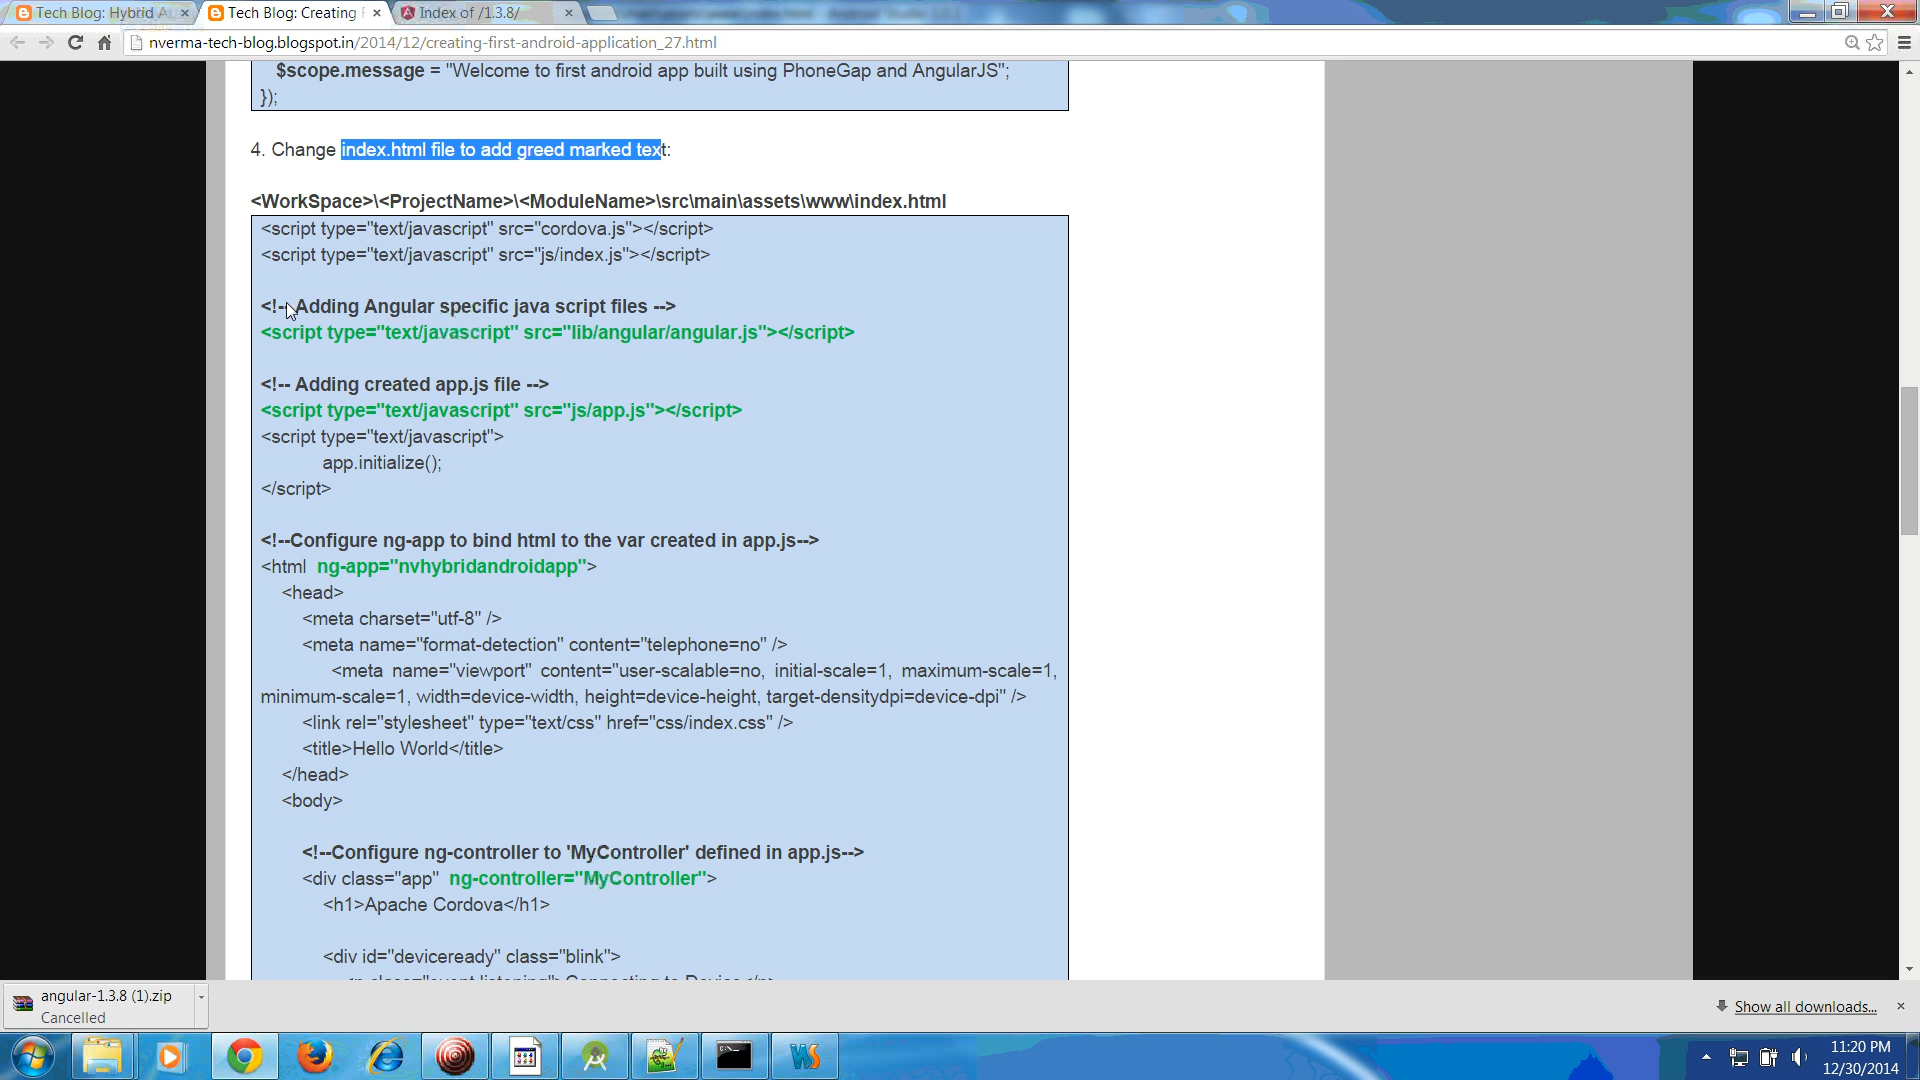 Tech Blog: Hybrid A
Tech Blog: Creating
Index of /1.3.8/
nverma-tech-blog.blogspot.in/2014/12/creating-first-android-application_27.html
$scope.message = "Welcome to first android app built using PhoneGap and AngularJS";
});
4. Change index.html file to add greed marked text:
<WorkSpace>\<ProjectName>\<ModuleName>\src\main\assets\www\index.html
<script type="text/javascript" src="cordova.js"></script>
<script type="text/javascript" src="js/index.js"></script>
<!-- Adding Angular specific java script files -->
<script type="text/javascript" src="lib/angular/angular.js"></script>
<!-- Adding created app.js file -->
<script type="text/javascript" src="js/app.js"></script>
<script type="text/javascript">
app.initialize();
</script>
<!--Configure ng-app to bind html to the var created in app.js-->
<html ng-app="nvhybridandroidapp">
<head>
<meta charset="utf-8" />
<meta name="format-detection" content="telephone=no" />
<meta name="viewport" content="user-scalable=no, initial-scale=1, maximum-scale=1,
minimum-scale=1, width=device-width, height=device-height, target-densitydpi=device-dpi" />
<link rel="stylesheet" type="text/css" href="css/index.css" />
<title>Hello World</title>
</head>
<body>
<!--Configure ng-controller to 'MyController' defined in app.js-->
<div class="app" ng-controller="MyController">
<h1>Apache Cordova</h1>
<div id="deviceready" class="blink">
angular-1.3.8 (1).zip
Cancelled
Show all downloads...
11:20 PM
12/30/2014